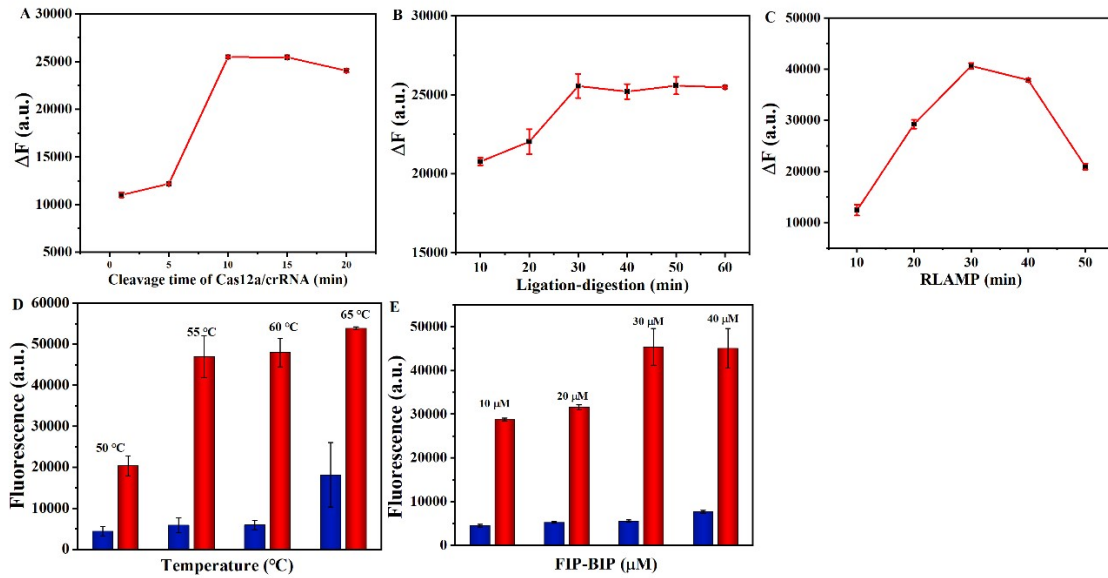 A
30000
25000
20000
15000
10000
5000
ΔF (a.u.)
0 5 10 15 20
Cleavage time of Cas12a/crRNA (min)
B
30000
25000
20000
15000
ΔF (a.u.)
10 20 30 40 50 60
Ligation-digestion (min)
C
50000
40000
30000
20000
10000
ΔF (a.u.)
10 20 30 40 50
RLAMP (min)
D
60000
50000
40000
30000
20000
10000
0
Fluorescence (a.u.)
50 °C
55 °C
60 °C
65 °C
Temperature (°C)
E
50000
40000
30000
20000
10000
0
Fluorescence (a.u.)
10 μM
20 μM
30 μM
40 μM
FIP-BIP (μM)